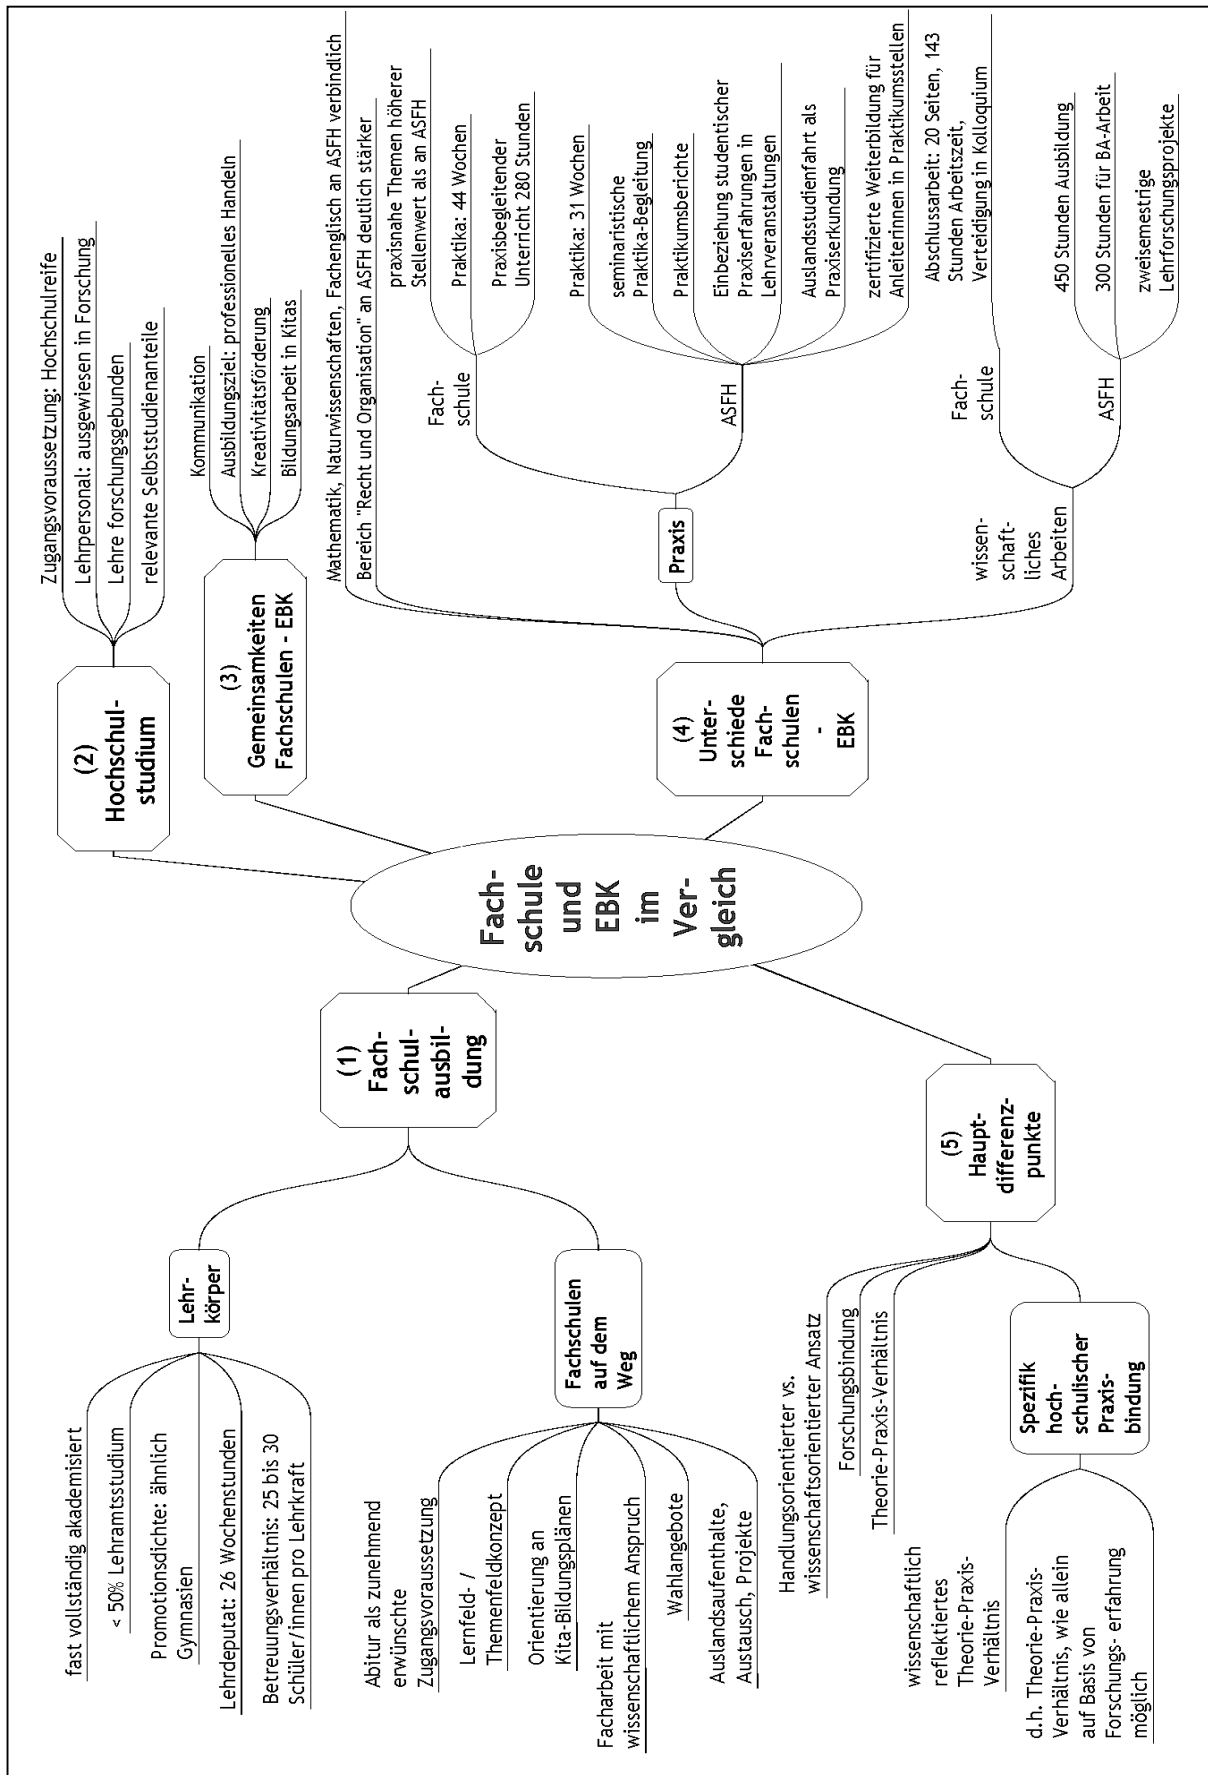 Fach-
schule
und
EBK
im
Ver-
gleich
(1)
Fach-
schul-
ausbil-
dung
Lehr-
körper
fast vollständig akademisiert
< 50% Lehramtsstudium
Promotionsdichte: ähnlich
Gymnasien
Lehrdeputat: 26 Wochenstunden
Betreuungsverhältnis: 25 bis 30
Schüler/innen pro Lehrkraft
Fachschulen
auf dem
Weg
Abitur als zunehmend
erwünschte
Zugangsvoraussetzung
Lernfeld- /
Themenfeldkonzept
Orientierung an
Kita-Bildungsplänen
Facharbeit mit
wissenschaftlichem Anspruch
Wahlangebote
Auslandsaufenthalte,
Austausch, Projekte
(2)
Hochschul-
studium
Zugangsvoraussetzung: Hochschulreife
Lehrpersonal: ausgewiesen in Forschung
Lehre forschungsgebunden
relevante Selbststudienanteile
(3)
Gemeinsamkeiten
Fachschulen - EBK
Kommunikation
Ausbildungsziel: professionelles Handeln
Kreativitätsförderung
Bildungsarbeit in Kitas
(4)
Unter-
schiede
Fach-
schulen
-
EBK
Mathematik, Naturwissenschaften, Fachenglisch an ASFH verbindlich
Bereich "Recht und Organisation" an ASFH deutlich stärker
Praxis
Fach-
schule
praxisnahe Themen höherer
Stellenwert als an ASFH
Praktika: 44 Wochen
Praxisbegleitender
Unterricht 280 Stunden
ASFH
Praktika: 31 Wochen
seminaristische
Praktika-Begleitung
Praktikumsberichte
Einbeziehung studentischer
Praxiserfahrungen in
Lehrveranstaltungen
Auslandsstudienfahrt als
Praxiserkundung
zertifizierte Weiterbildung für
Anleiterinnen in Praktikumsstellen
wissen-
schaft-
liches
Arbeiten
Fach-
schule
Abschlussarbeit: 20 Seiten, 143
Stunden Arbeitszeit,
Verteidigung in Kolloquium
ASFH
450 Stunden Ausbildung
300 Stunden für BA-Arbeit
zweisemestrige
Lehrforschungsprojekte
(5)
Haupt-
differenz-
punkte
Handlungsorientierter vs.
wissenschaftsorientierter Ansatz
Forschungsbindung
Theorie-Praxis-Verhältnis
Spezifik
hoch-
schulischer
Praxis-
bindung
wissenschaftlich
reflektiertes
Theorie-Praxis-
Verhältnis
d.h. Theorie-Praxis-
Verhältnis, wie allein
auf Basis von
Forschungs- erfahrung
möglich